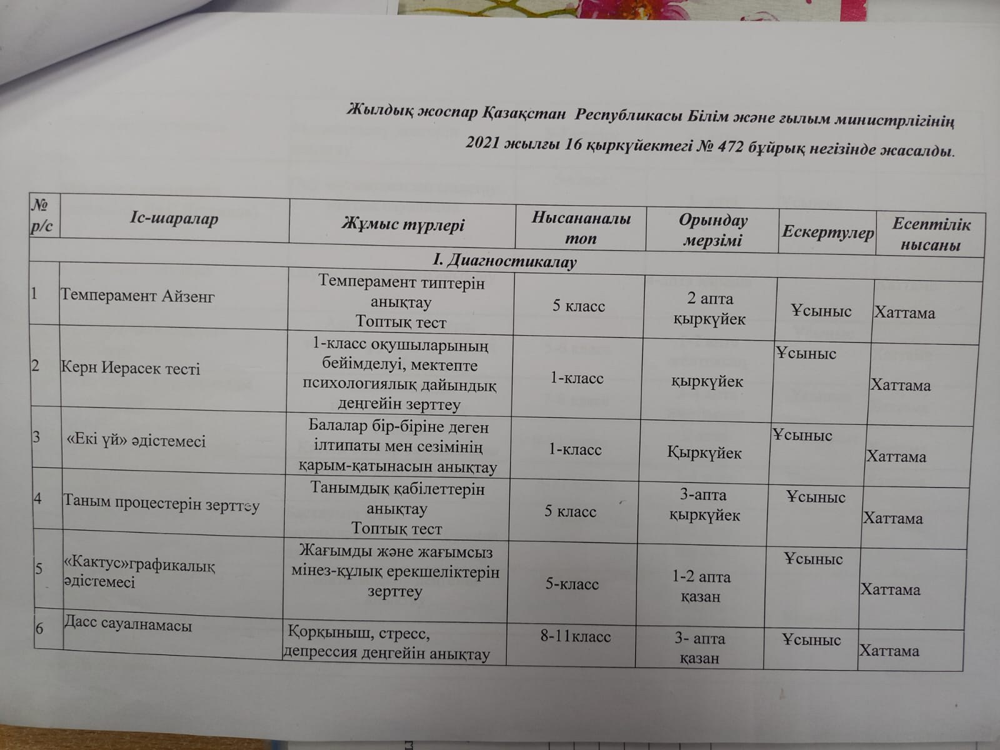 Жылдық жоспар Қазақстан Республикасы Білім және ғылым министрлігінің
2021 жылғы 16 қыркүйектегі № 472 бұйрық негізінде жасалды.
№ р/с | Іс-шаралар | Жұмыс түрлері | Нысананалы топ | Орындау мерзімі | Ескертулер | Есептілік нысаны
І. Диагностикалау
1 | Темперамент Айзенг | Темперамент типтерін анықтау Топтық тест | 5 класс | 2 апта қыркүйек | Ұсыныс | Хаттама
2 | Керн Иерасек тесті | 1-класс оқушыларының бейімделуі, мектепте психологиялық дайындық деңгейін зерттеу | 1-класс | қыркүйек | Ұсыныс | Хаттама
3 | «Екі үй» әдістемесі | Балалар бір-біріне деген ілтипаты мен сезімінің қарым-қатынасын анықтау | 1-класс | Қыркүйек | Ұсыныс | Хаттама
4 | Таным процестерін зерттеу | Танымдық қабілеттерін анықтау Топтық тест | 5 класс | 3-апта қыркүйек | Ұсыныс | Хаттама
5 | «Кактус»графикалық әдістемесі | Жағымды және жағымсыз мінез-құлық ерекшеліктерін зерттеу | 5-класс | 1-2 апта қазан | Ұсыныс | Хаттама
6 | Дасс сауалнамасы | Қорқыныш, стресс, депрессия деңгейін анықтау | 8-11класс | 3- апта қазан | Ұсыныс | Хаттама